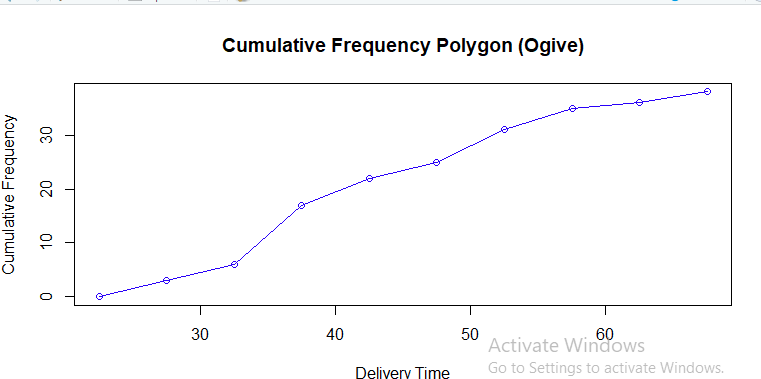 Cumulative Frequency Polygon (Ogive)
Cumulative Frequency
30
20
10
0
30 40 50 60
Delivery Time
Activate Windows
Go to Settings to activate Windows.